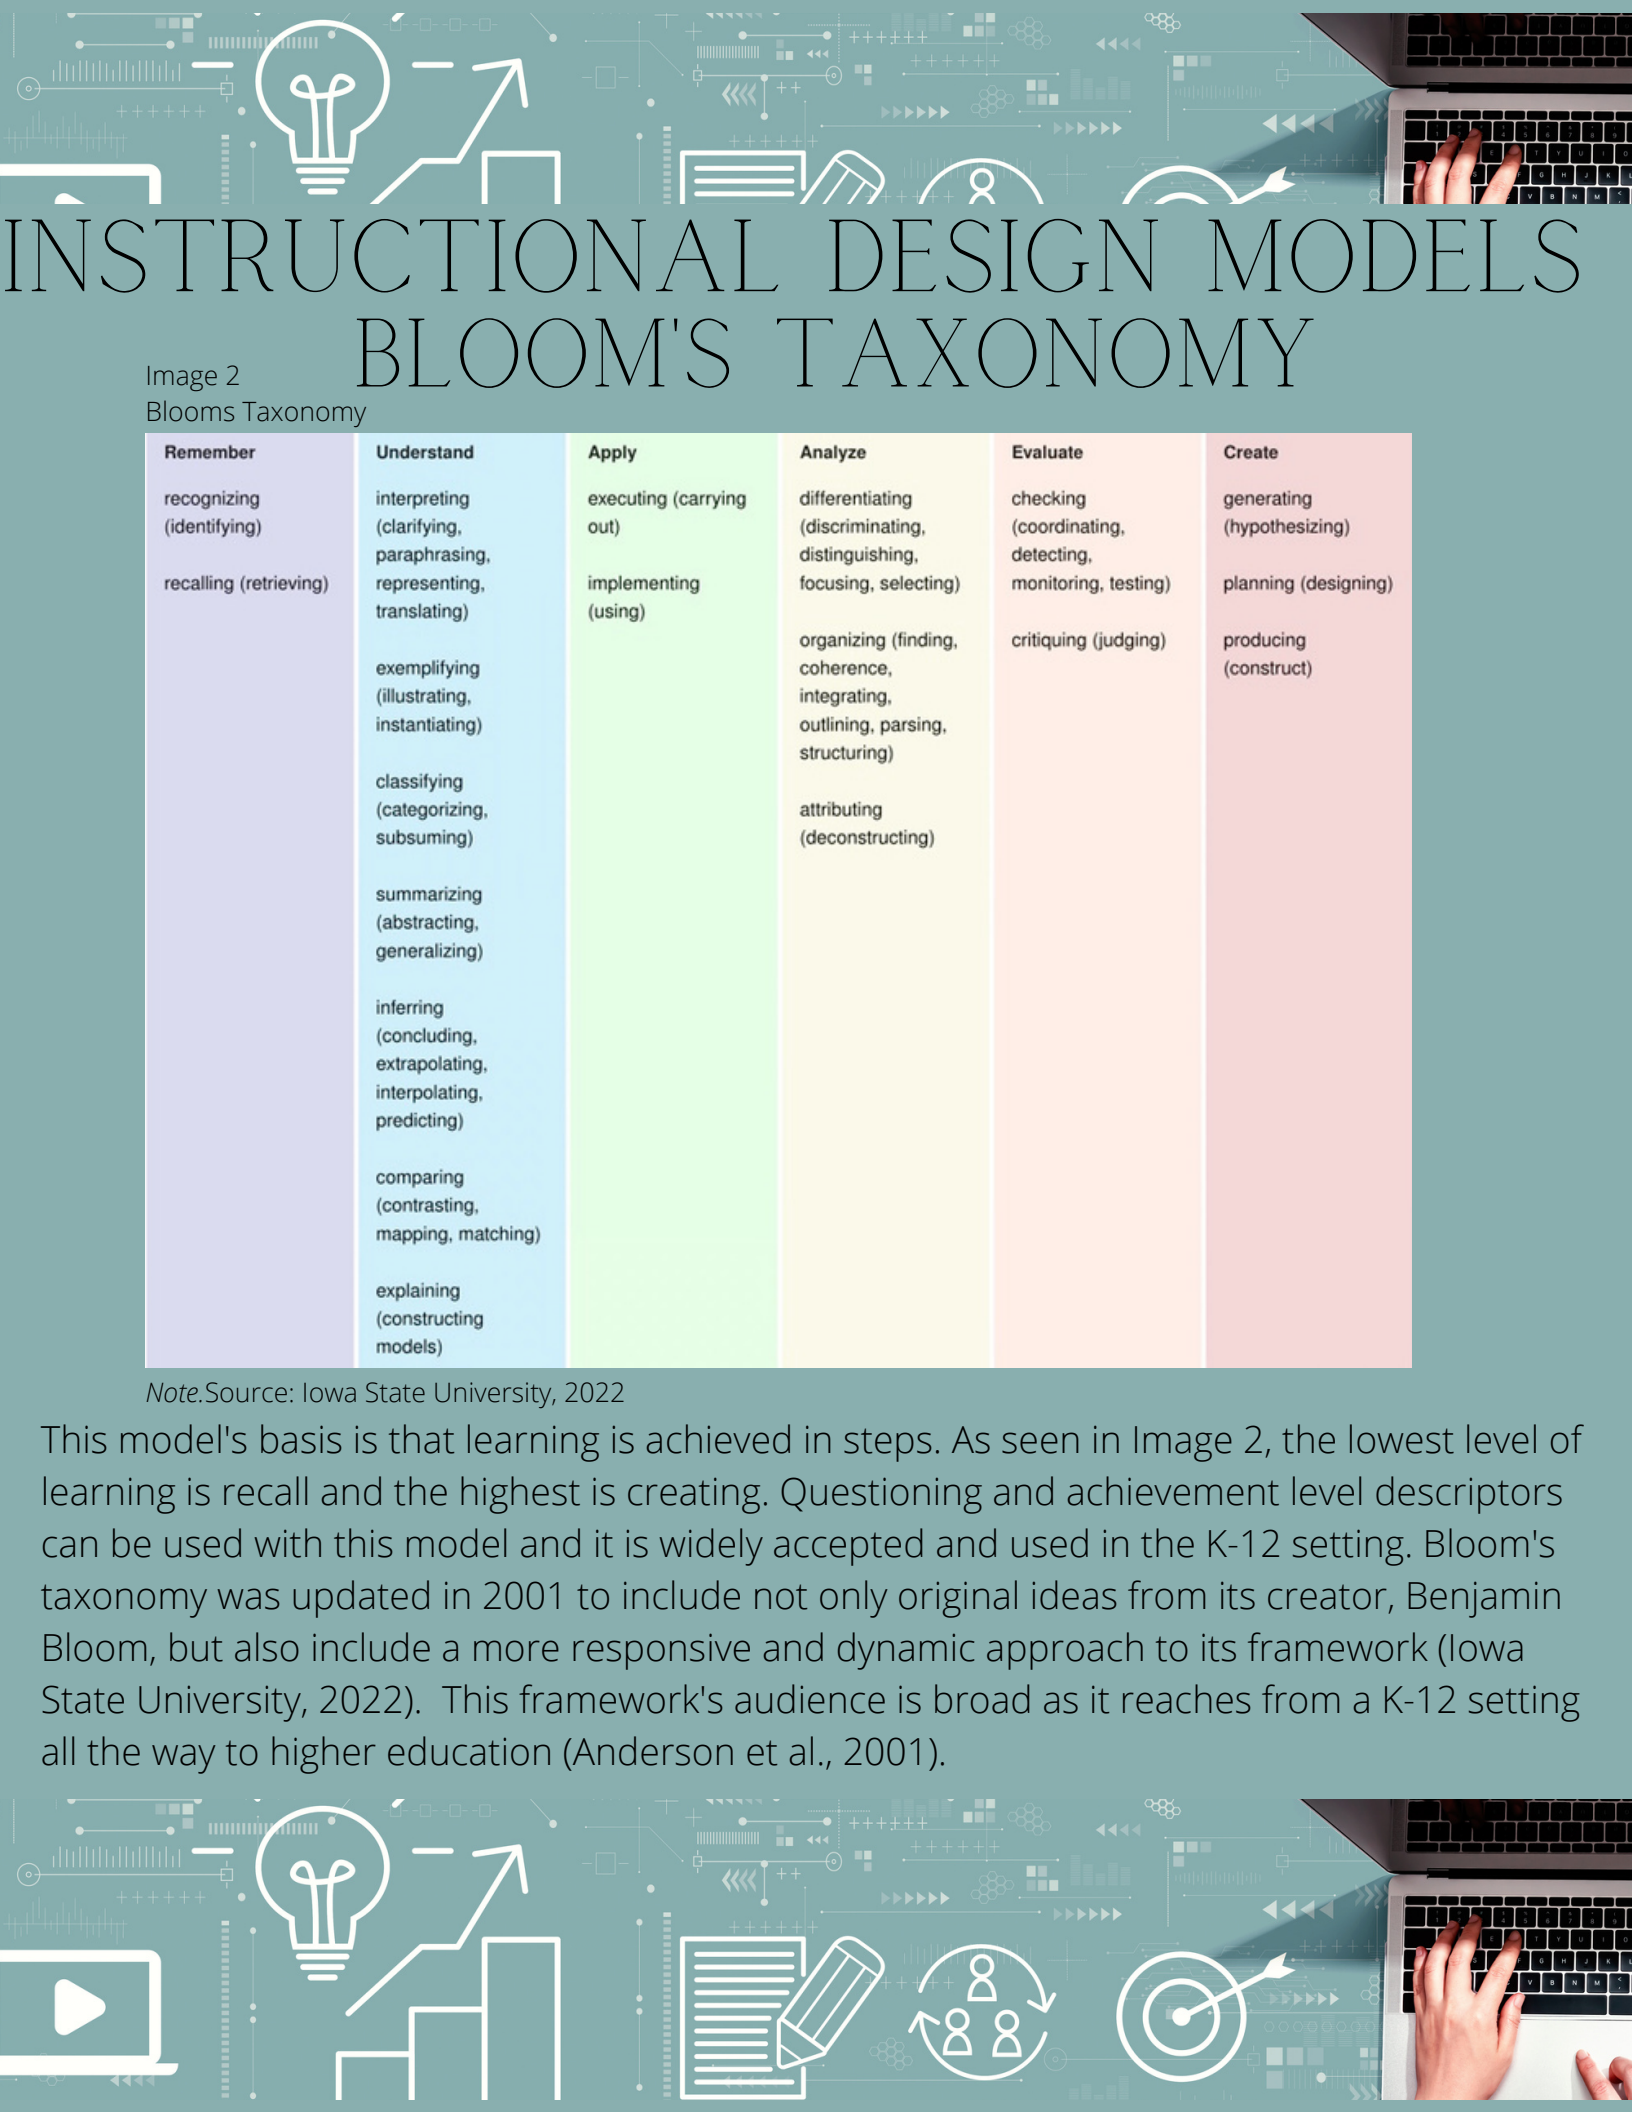 INSTRUCTIONAL DESIGN MODELS
BLOOM'S TAXONOMY
Image 2
Blooms Taxonomy
Remember
recognizing
(identifying)
recalling (retrieving)
Understand
interpreting
(clarifying,
paraphrasing,
representing,
translating)
exemplifying
(illustrating,
instantiating)
classifying
(categorizing,
subsuming)
summarizing
(abstracting,
generalizing)
inferring
(concluding,
extrapolating,
interpolating,
predicting)
comparing
(contrasting,
mapping, matching)
explaining
(constructing
models)
Apply
executing (carrying
out)
implementing
(using)
Analyze
differentiating
(discriminating,
distinguishing,
focusing, selecting)
organizing (finding,
coherence,
integrating,
outlining, parsing,
structuring)
attributing
(deconstructing)
Evaluate
checking
(coordinating,
detecting,
monitoring, testing)
critiquing (judging)
Create
generating
(hypothesizing)
planning (designing)
producing
(construct)
Note.Source: Iowa State University, 2022
This model's basis is that learning is achieved in steps. As seen in Image 2, the lowest level of
learning is recall and the highest is creating. Questioning and achievement level descriptors
can be used with this model and it is widely accepted and used in the K-12 setting. Bloom's
taxonomy was updated in 2001 to include not only original ideas from its creator, Benjamin
Bloom, but also include a more responsive and dynamic approach to its framework (Iowa
State University, 2022).  This framework's audience is broad as it reaches from a K-12 setting
all the way to higher education (Anderson et al., 2001).